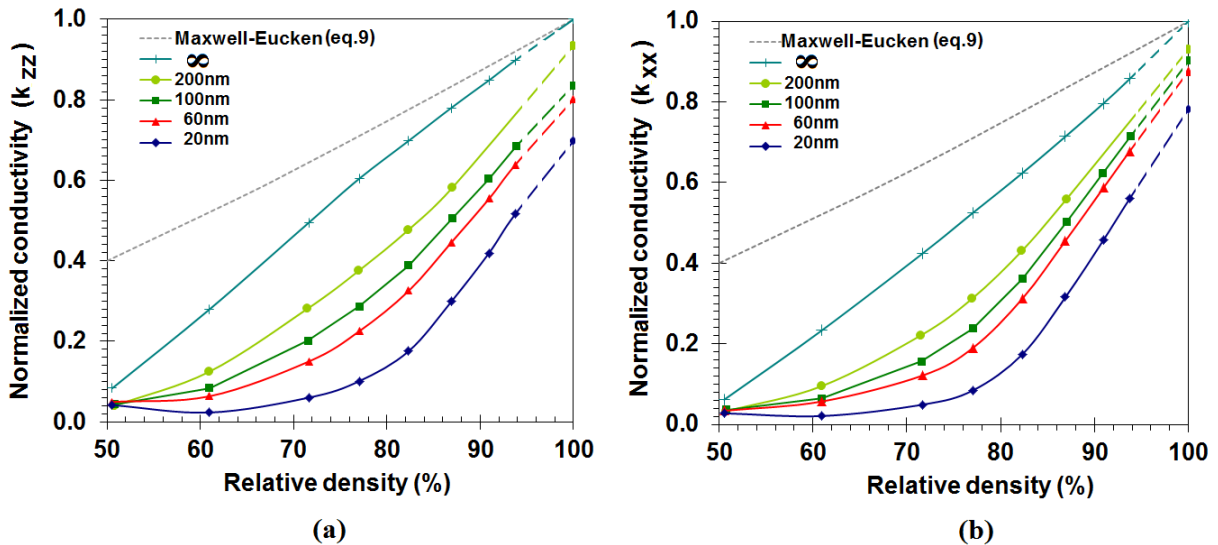 Normalized conductivity (k zz)
1.0
0.8
0.6
0.4
0.2
0.0
Maxwell-Eucken (eq.9)
∞
200nm
100nm
60nm
20nm
50 60 70 80 90 100
Relative density (%)
(a)
Normalized conductivity (k xx)
1.0
0.8
0.6
0.4
0.2
0.0
Maxwell-Eucken (eq.9)
∞
200nm
100nm
60nm
20nm
50 60 70 80 90 100
Relative density (%)
(b)